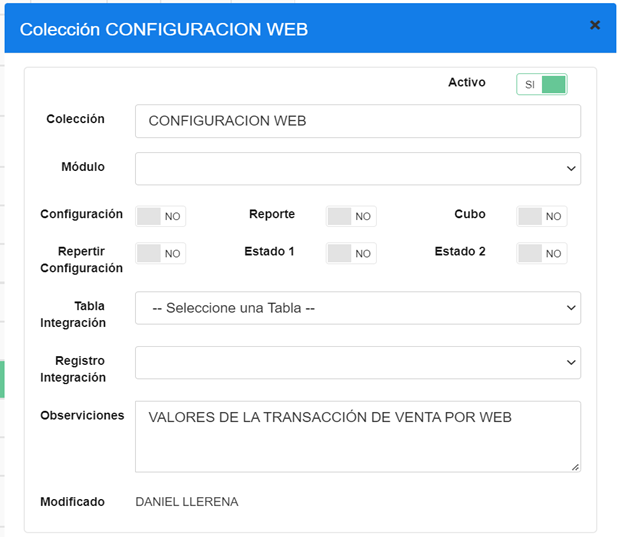 Colección CONFIGURACION WEB ×
Activo SI
Colección CONFIGURACION WEB
Módulo
Configuración NO Reporte NO Cubo NO
Repertir Configuración NO Estado 1 NO Estado 2 NO
Tabla Integración -- Seleccione una Tabla --
Registro Integración
Observiciones VALORES DE LA TRANSACCIÓN DE VENTA POR WEB
Modificado DANIEL LLERENA